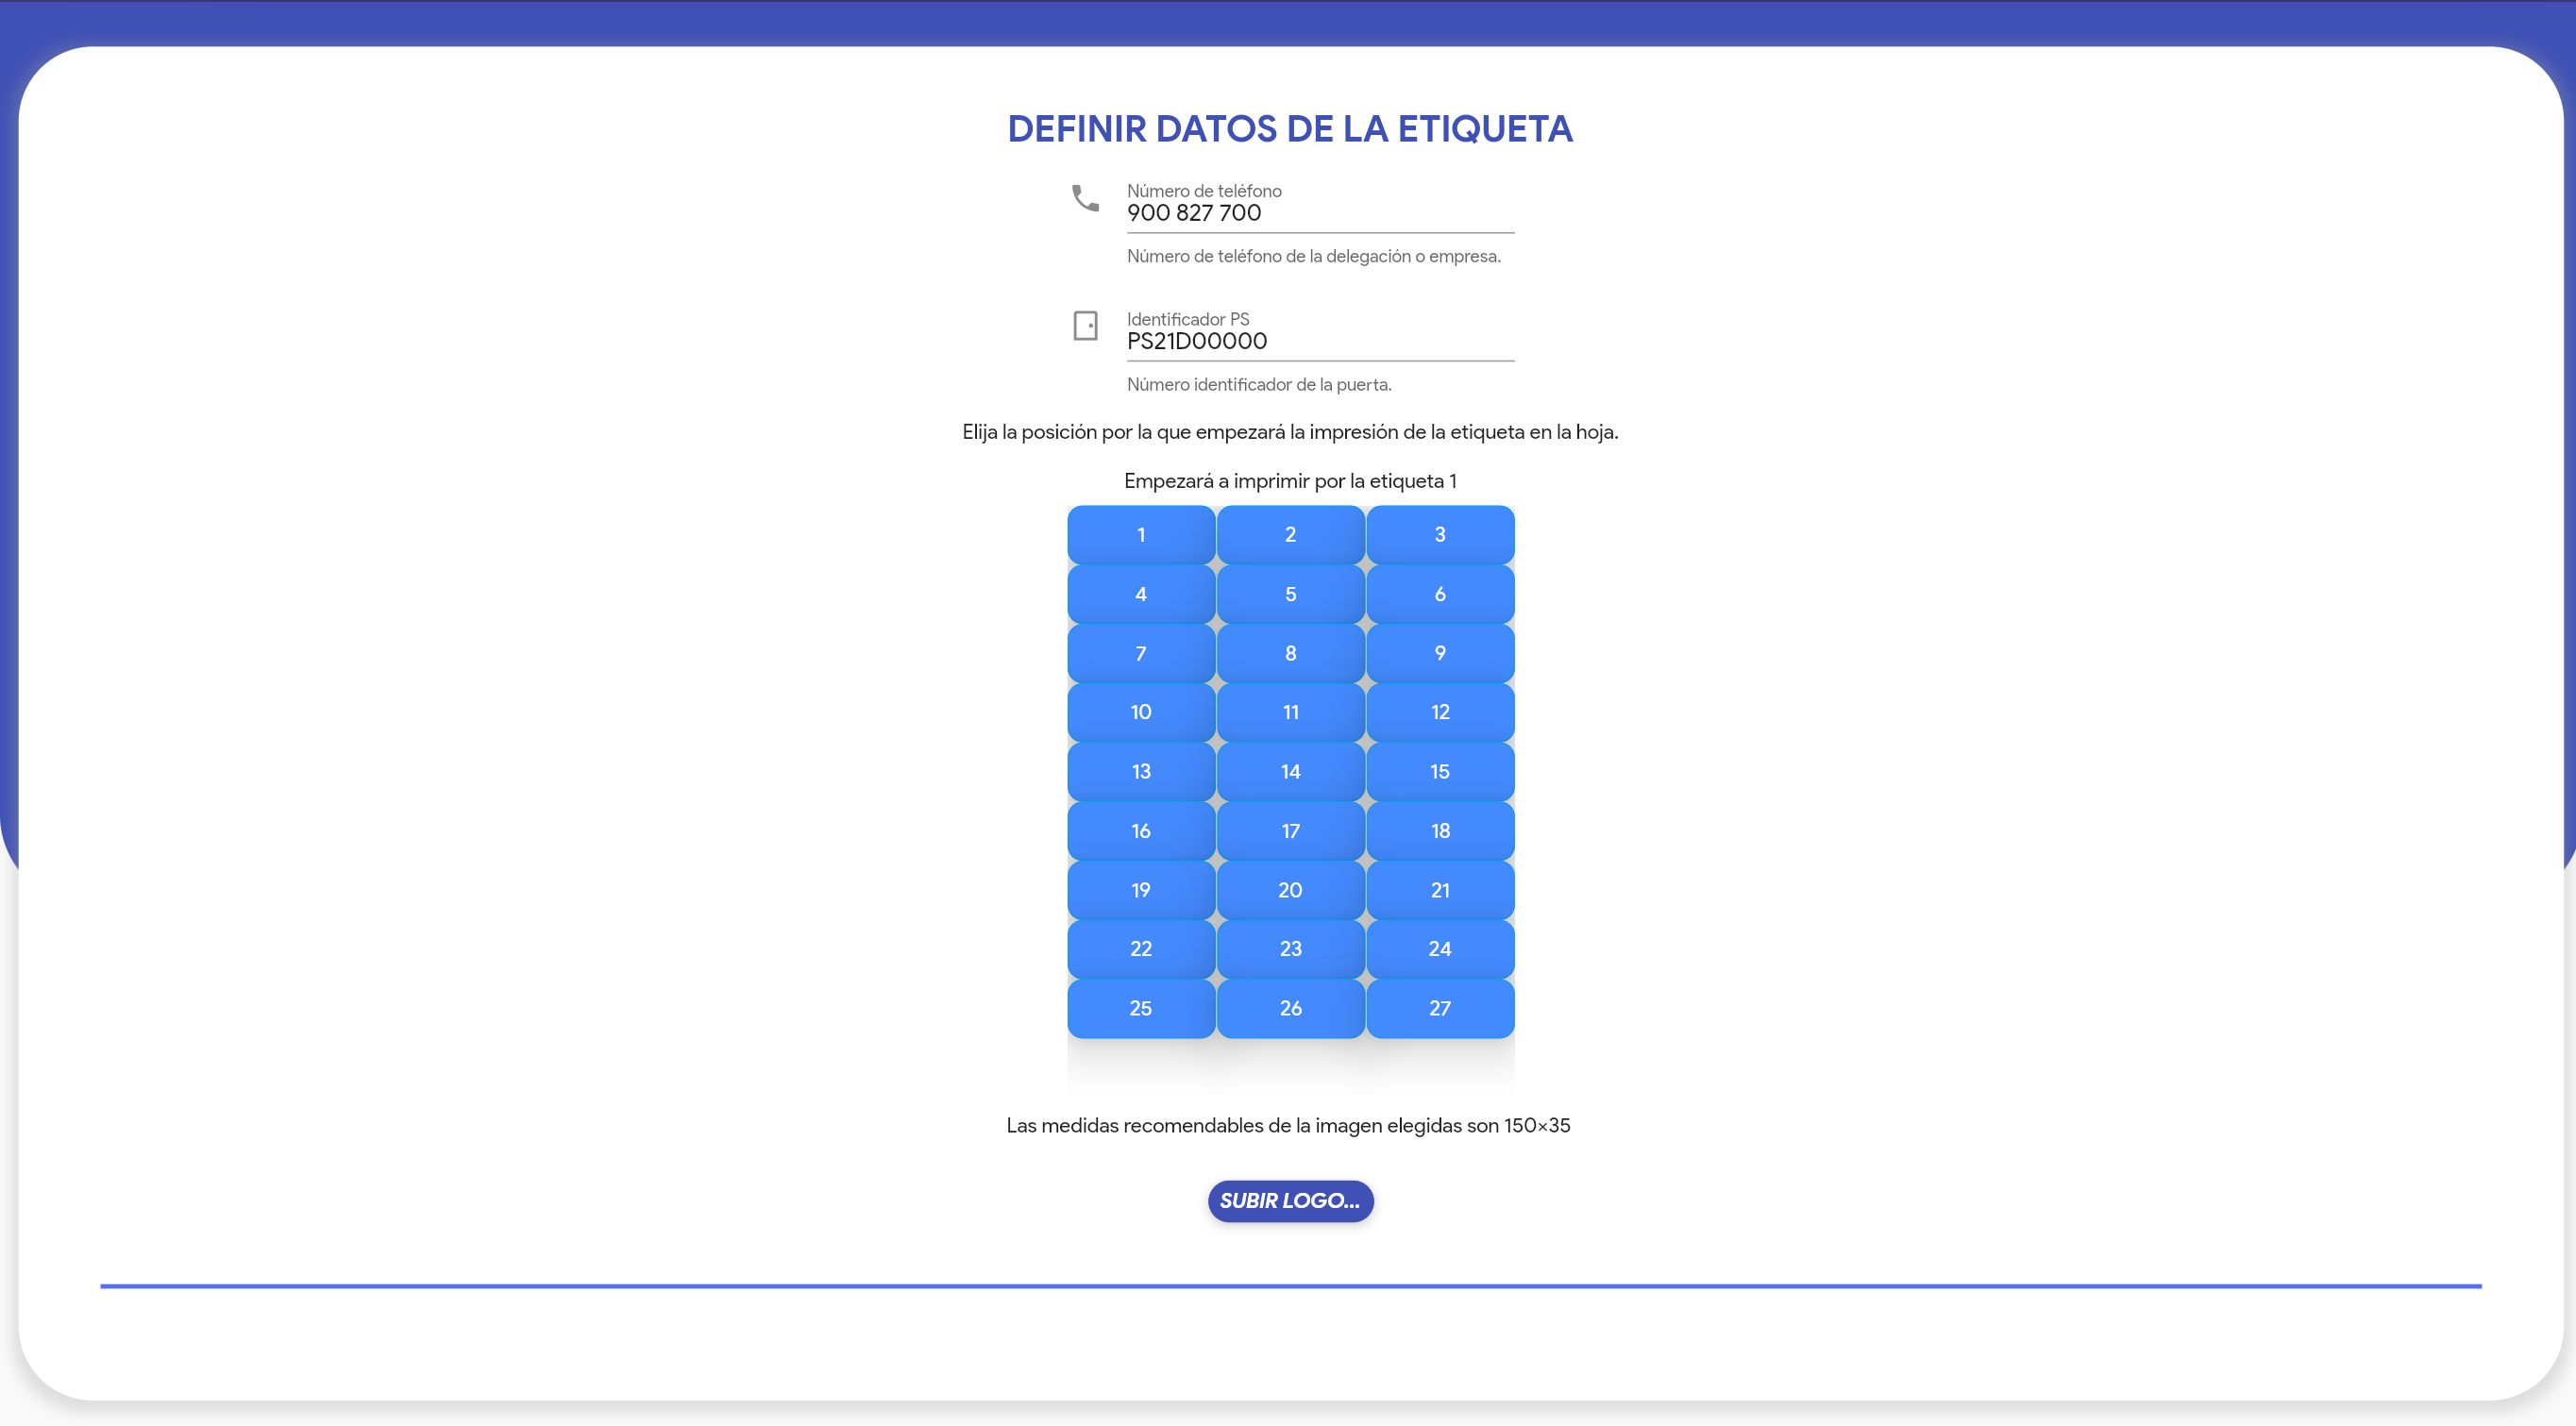 DEFINIR DATOS DE LA ETIQUETA
Número de teléfono
900 827 700
Número de teléfono de la delegación o empresa.
Identificador PS
PS21D00000
Número identificador de la puerta.
Elija la posición por la que empezará la impresión de la etiqueta en la hoja.
Empezará a imprimir por la etiqueta 1
1 2 3
4 5 6
7 8 9
10 11 12
13 14 15
16 17 18
19 20 21
22 23 24
25 26 27
Las medidas recomendables de la imagen elegidas son 150×35
SUBIR LOGO...